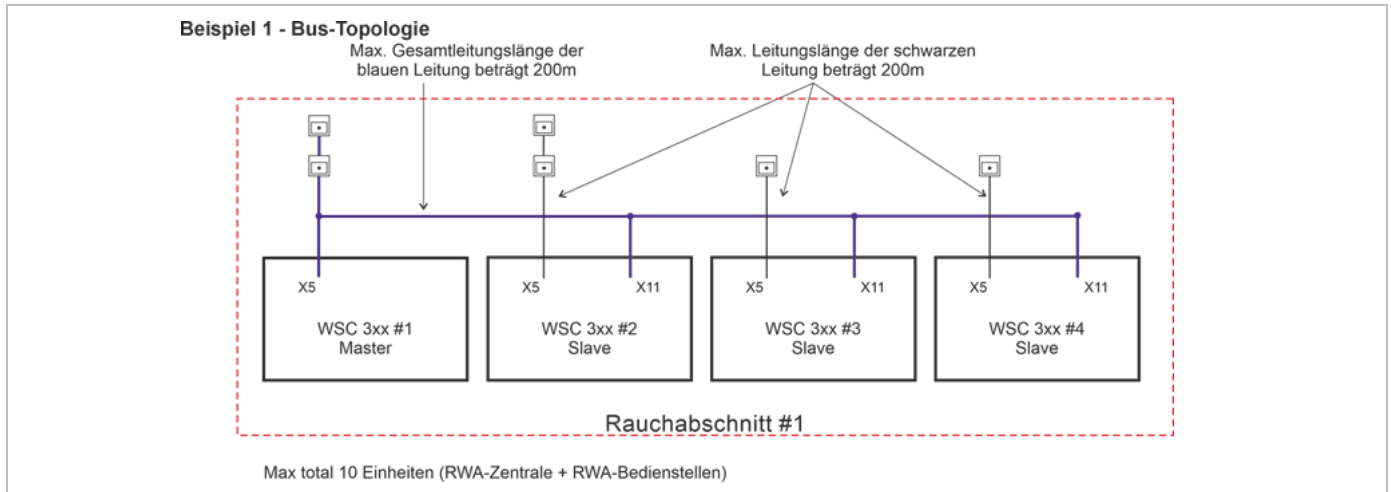 Beispiel 1 - Bus-Topologie
Max. Gesamtleitungslänge der
blauen Leitung beträgt 200m
Max. Leitungslänge der schwarzen
Leitung beträgt 200m
X5
WSC 3xx #1
Master
X5
X11
WSC 3xx #2
Slave
X5
X11
WSC 3xx #3
Slave
X5
X11
WSC 3xx #4
Slave
Rauchabschnitt #1
Max total 10 Einheiten (RWA-Zentrale + RWA-Bedienstellen)